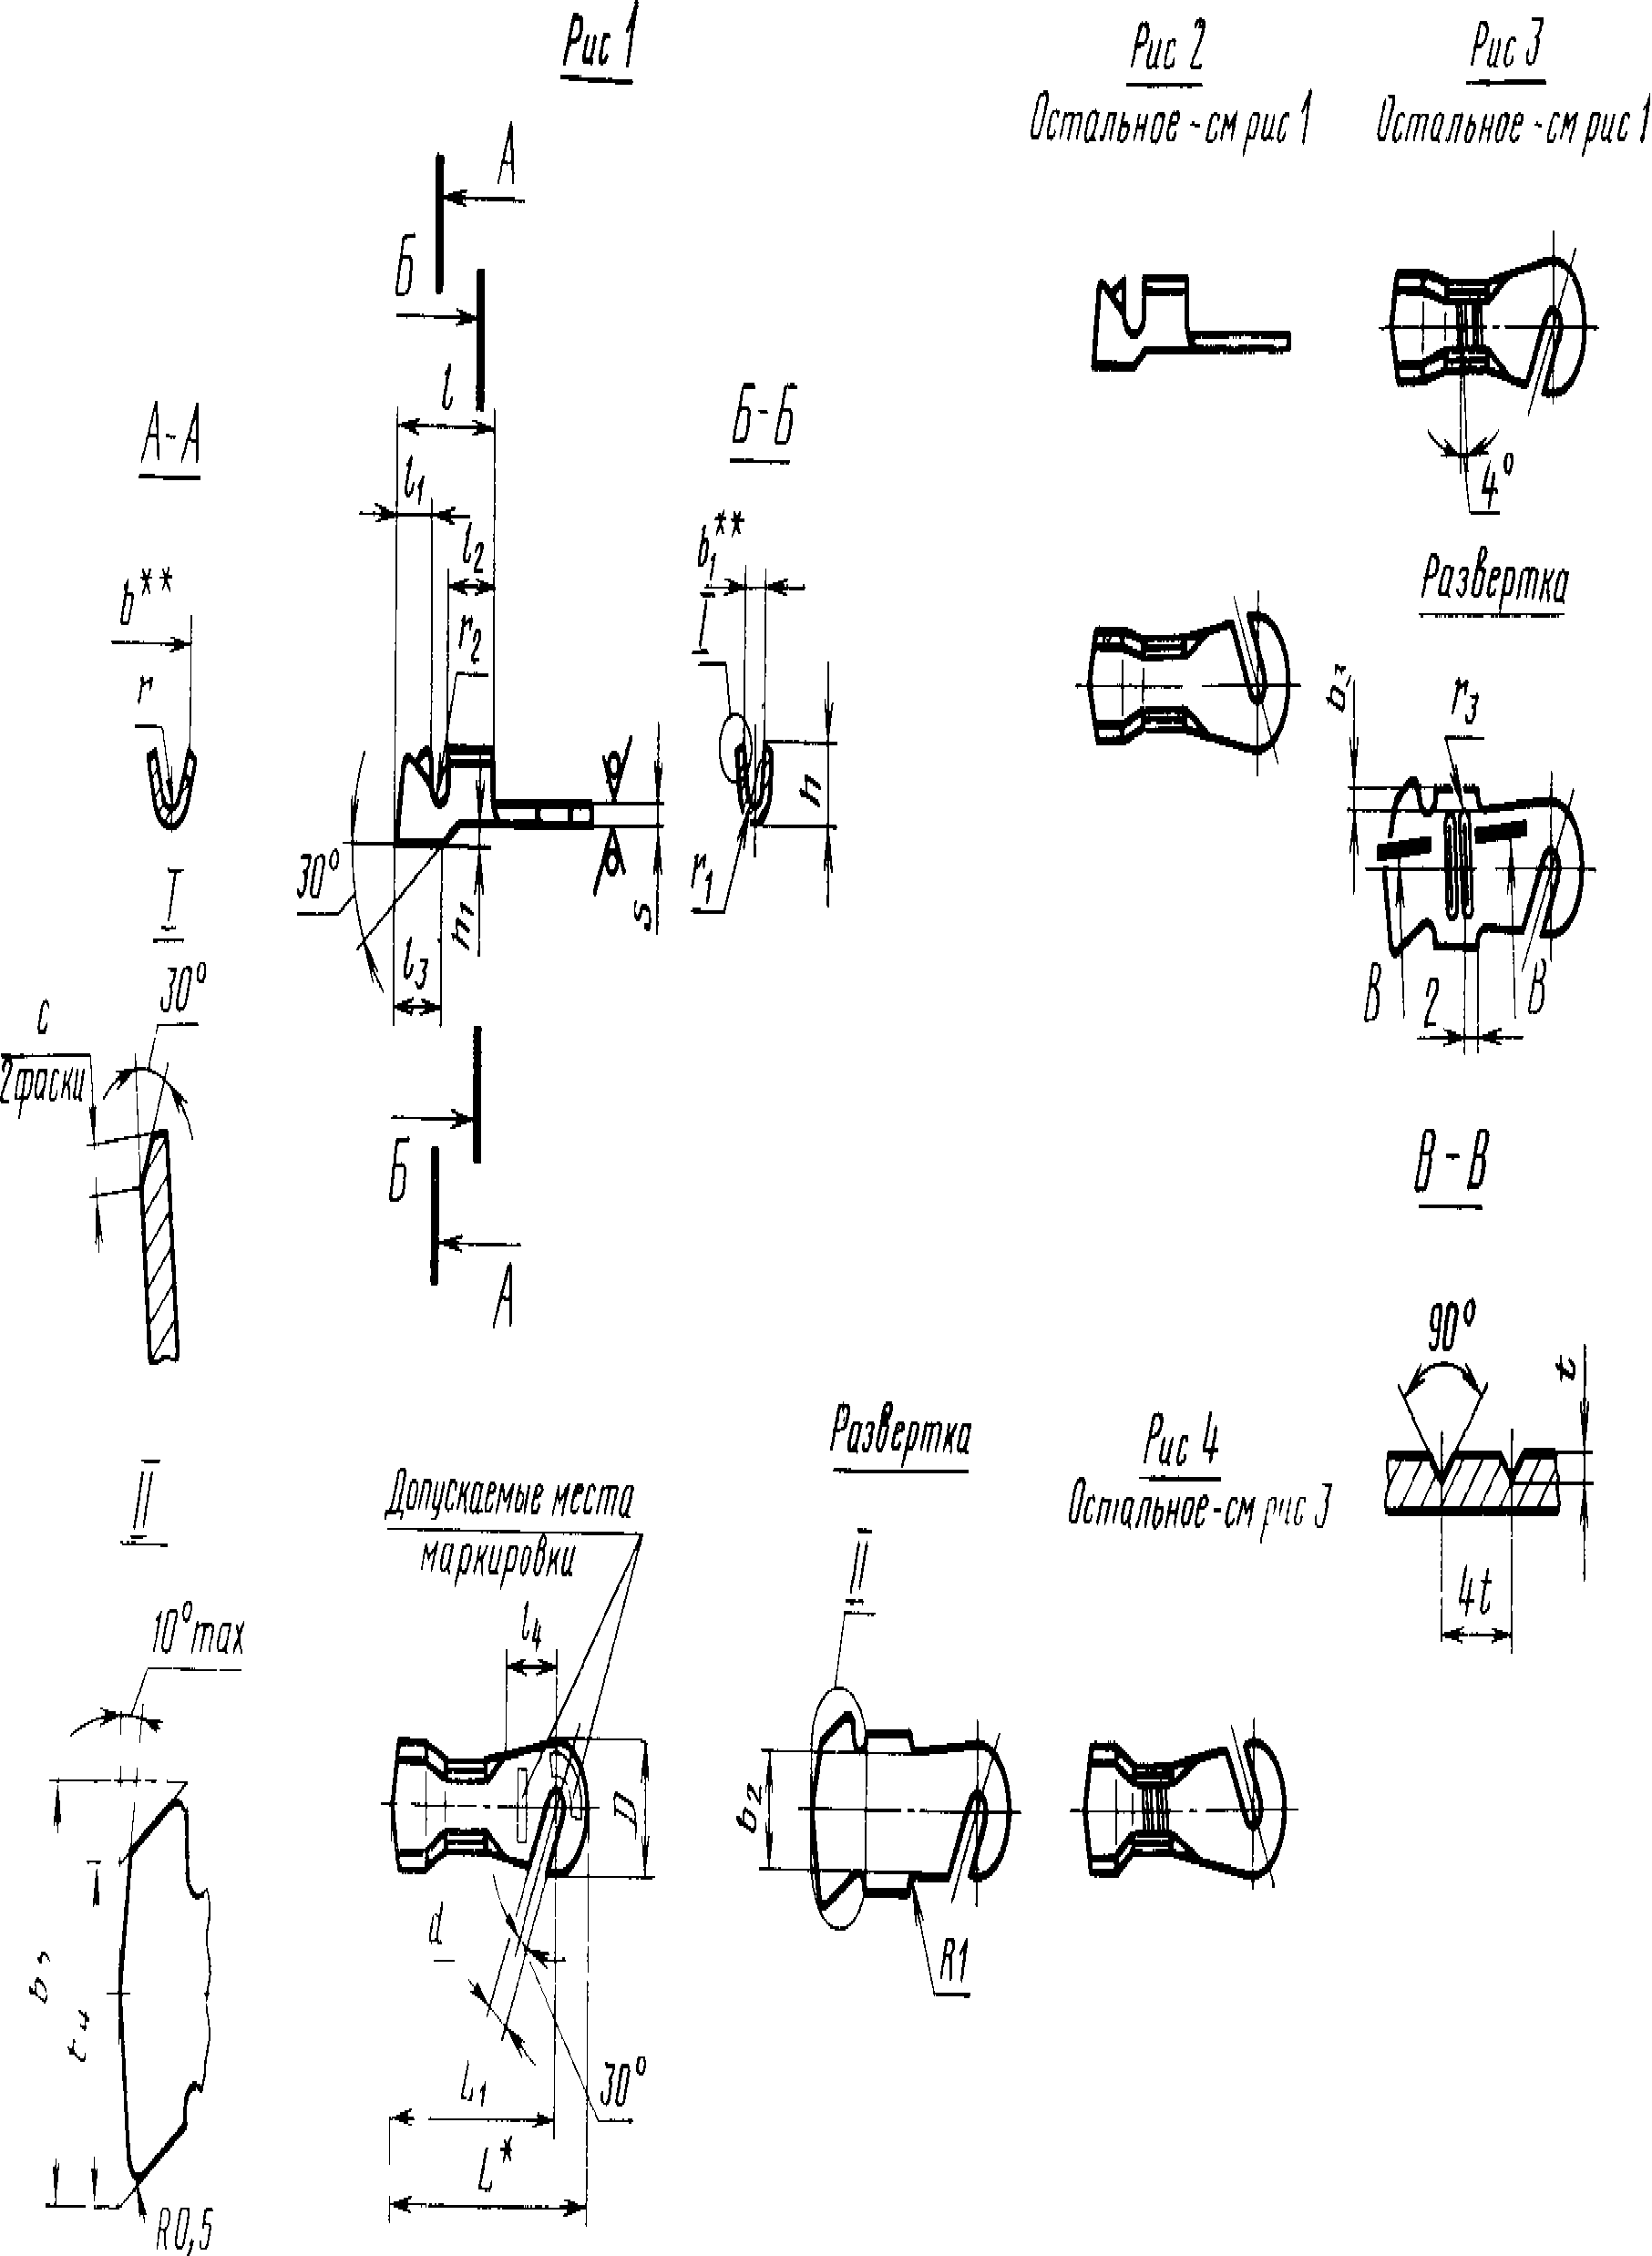 Рис 1
Рис 2
Остальное - см рис 1
Рис 3
Остальное - см рис 1
А
Б
l
А-А
Б-Б
l1
l2
4°
b**
b1**
r
r2
I
Развертка
b3
r3
30°
m1
l3
s
r1
h
I
30°
c
2 фаски
В
2
В
Б
А
В-В
90°
t
4t
II
Допускаемые места
маркировки
Развертка
Рис 4
Остальное - см рис 3
10° max
l4
II
D
b2
d
R1
30°
L1
L*
R0,5